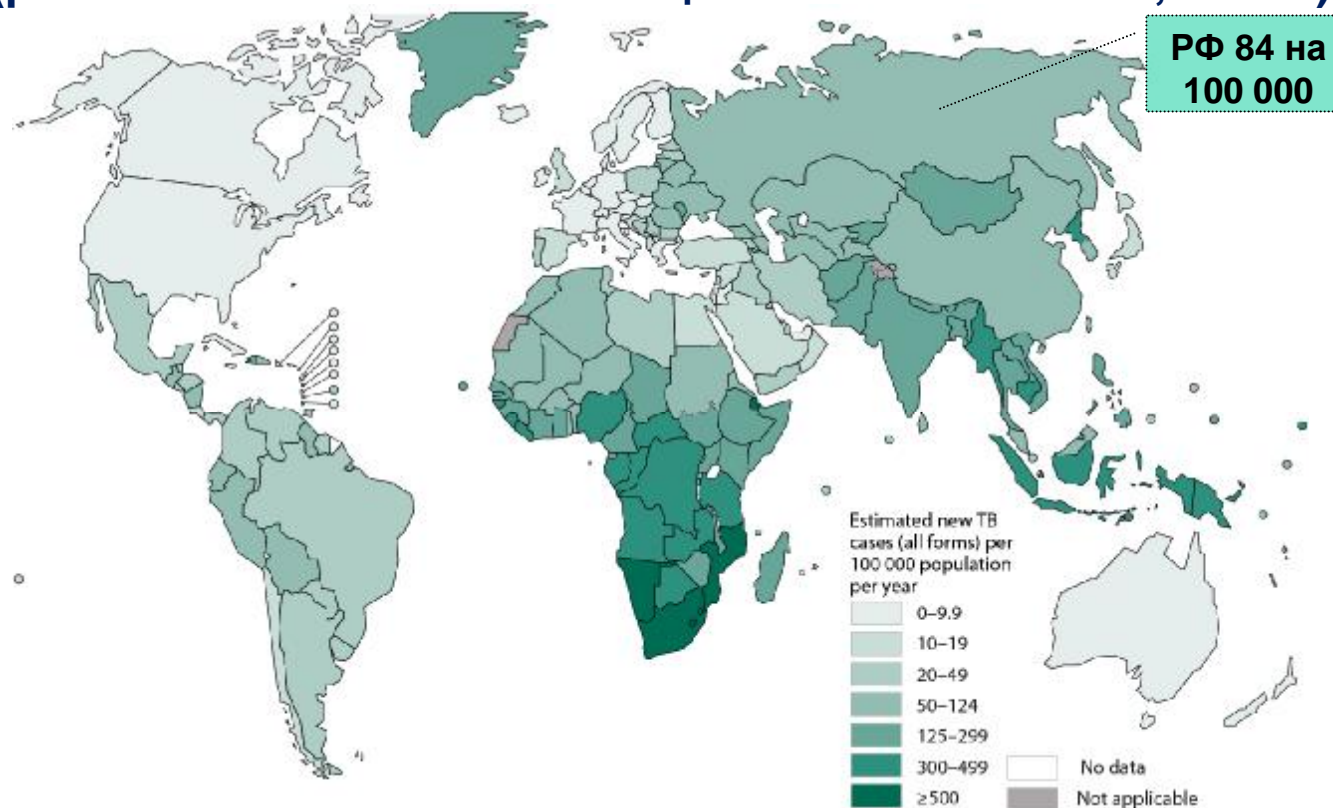 РФ 84 на
100 000
Estimated new TB
cases (all forms) per
100 000 population
per year
0–9.9
10–19
20–49
50–124
125–299
300–499
≥500
No data
Not applicable